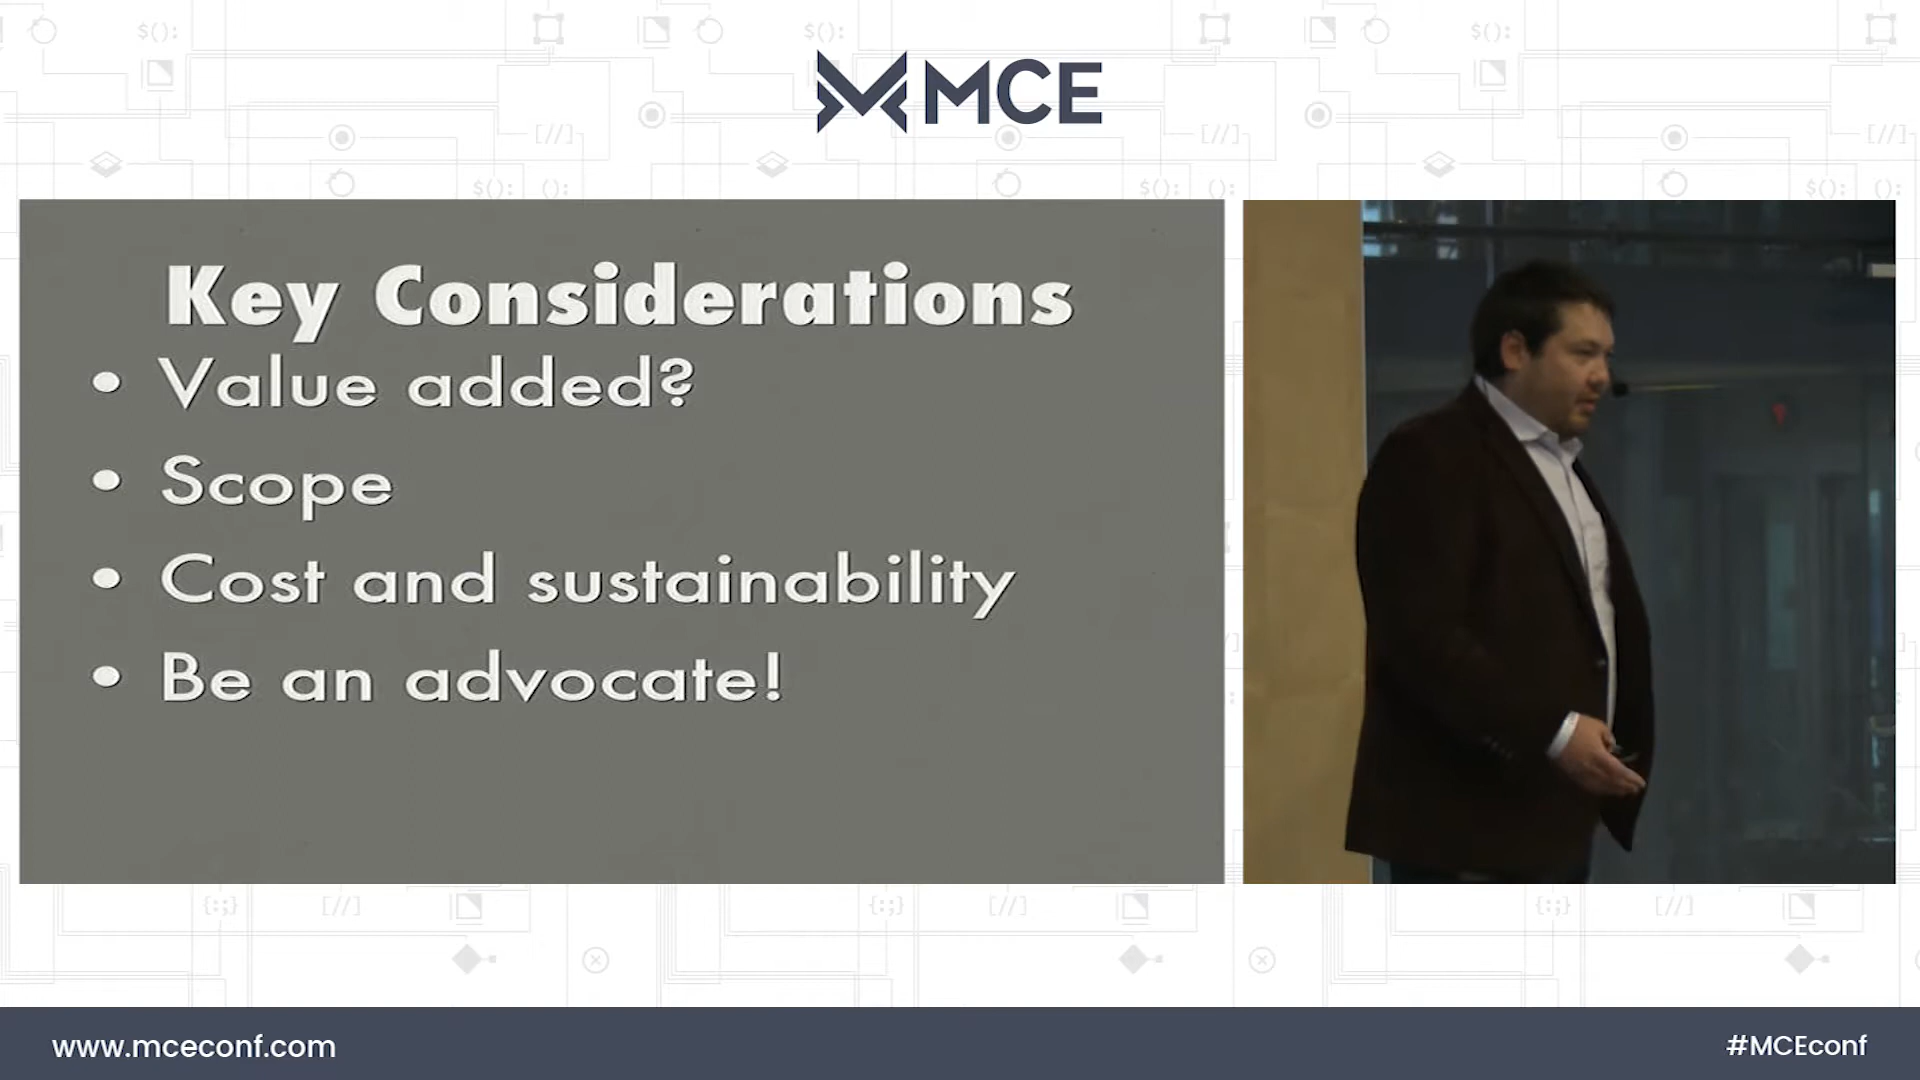 MCE
Key Considerations
• Value added?
• Scope
• Cost and sustainability
• Be an advocate!
www.mceconf.com
#MCEconf